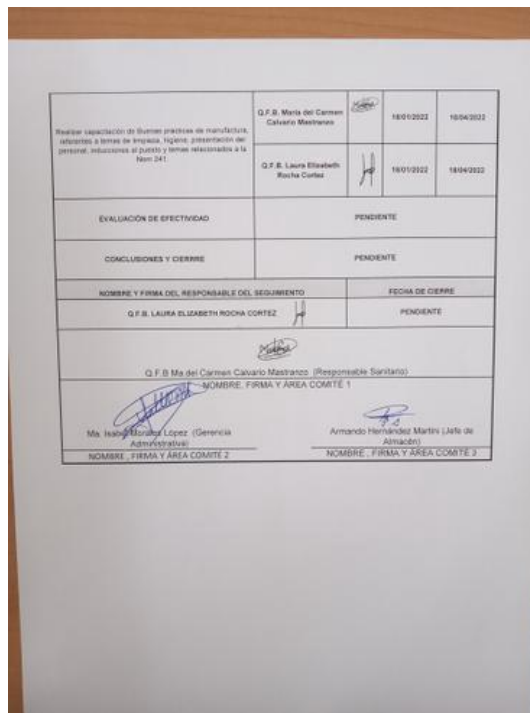 Realizar capacitación de Buenas prácticas de manufactura,
referentes a temas de limpieza, higiene, presentación del
personal, inducciones al puesto y temas relacionados a la
Nom 241.
Q.F.B. María del Carmen
Calvario Mastranzo
18/01/2022
18/04/2022
Q.F.B. Laura Elizabeth
Rocha Cortez
18/01/2022
18/04/2022
EVALUACIÓN DE EFECTIVIDAD
PENDIENTE
CONCLUSIONES Y CIERRRE
PENDIENTE
NOMBRE Y FIRMA DEL RESPONSABLE DEL SEGUIMIENTO
FECHA DE CIERRE
Q.F.B. LAURA ELIZABETH ROCHA CORTEZ
PENDIENTE
Q.F.B Ma del Carmen Calvario Mastranzo (Responsable Sanitario)
NOMBRE, FIRMA Y ÁREA COMITÉ 1
Ma. Isabel Morales López (Gerencia
Administrativa)
NOMBRE , FIRMA Y ÁREA COMITÉ 2
Armando Hernández Martini (Jefe de
Almacén)
NOMBRE , FIRMA Y ÁREA COMITÉ 3